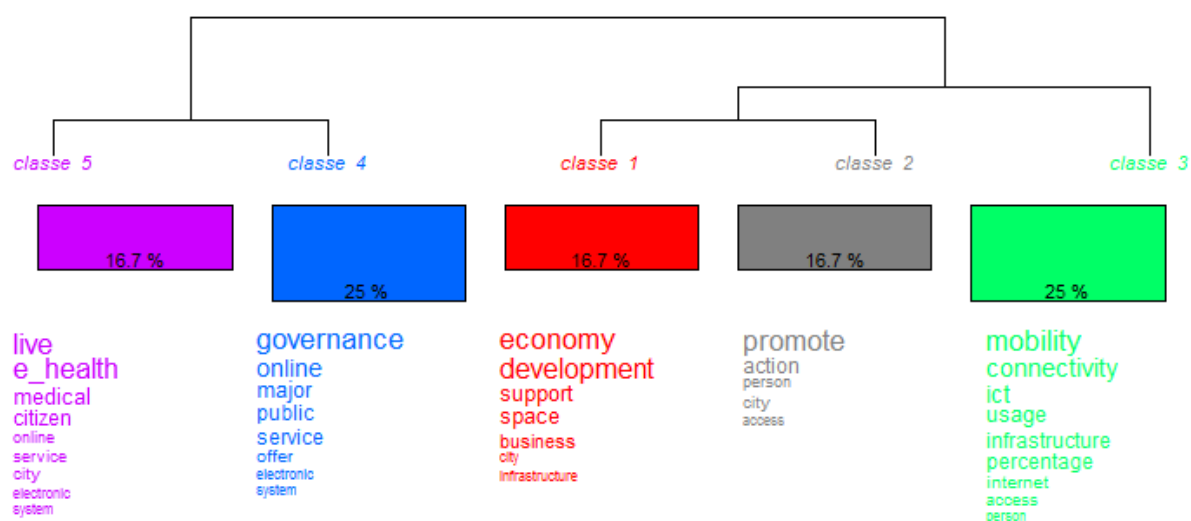 classe 5
classe 4
classe 1
classe 2
classe 3
16.7 %
25 %
16.7 %
16.7 %
25 %
live
e_health
medical
citizen
online
service
city
electronic
system
governance
online
major
public
service
offer
electronic
system
economy
development
support
space
business
city
infrastructure
promote
action
person
city
access
mobility
connectivity
ict
usage
infrastructure
percentage
internet
access
person